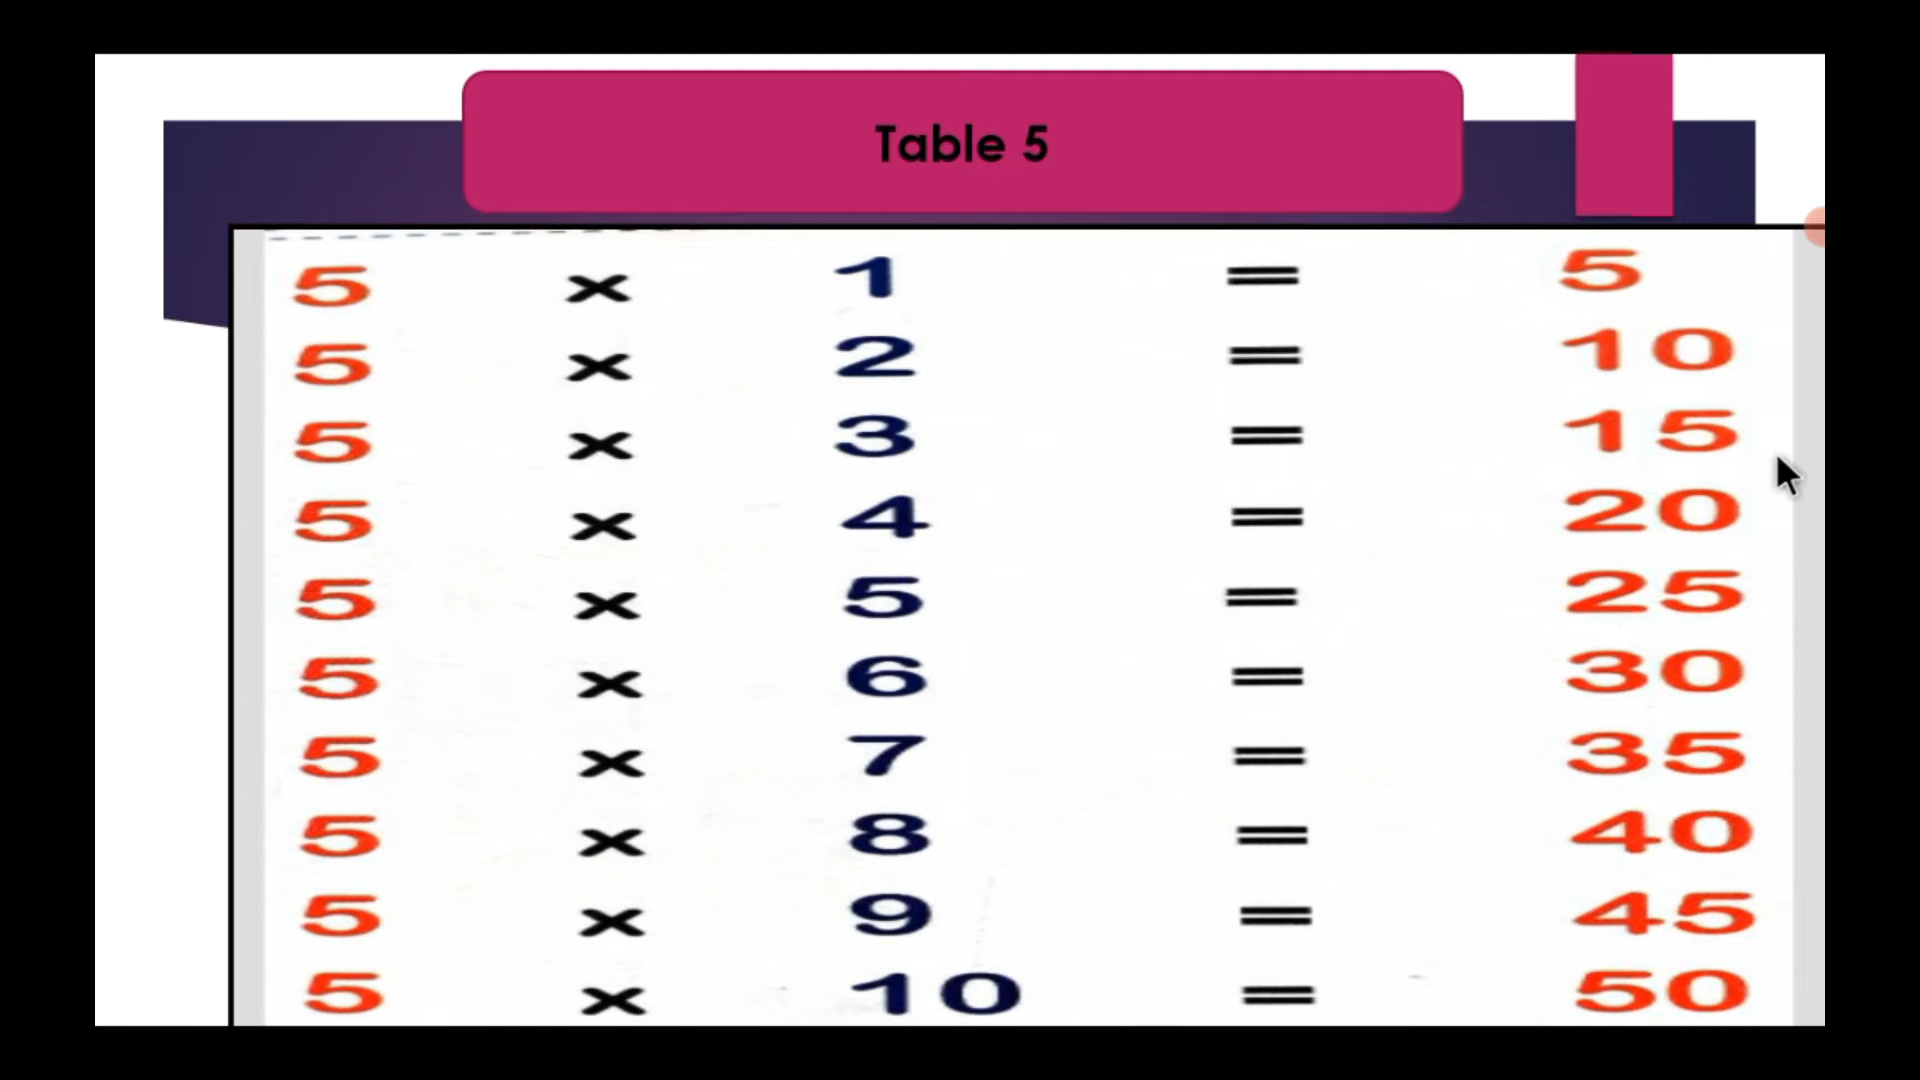 Table 5
5 × 1 = 5
5 × 2 = 10
5 × 3 = 15
5 × 4 = 20
5 × 5 = 25
5 × 6 = 30
5 × 7 = 35
5 × 8 = 40
5 × 9 = 45
5 × 10 = 50